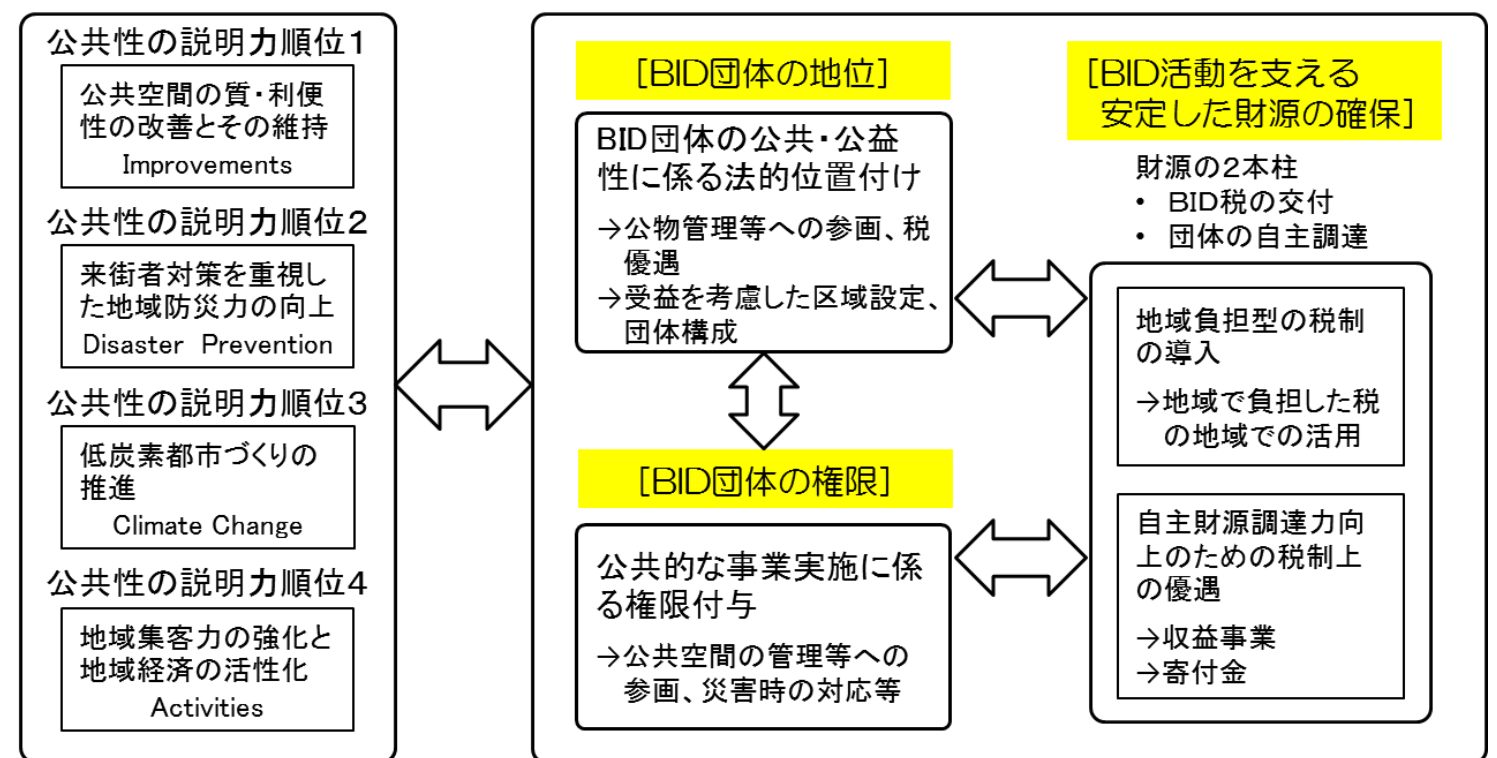 公共性の説明力順位1
公共空間の質・利便
性の改善とその維持
Improvements
公共性の説明力順位2
来街者対策を重視し
た地域防災力の向上
Disaster Prevention
公共性の説明力順位3
低炭素都市づくりの
推進
Climate Change
公共性の説明力順位4
地域集客力の強化と
地域経済の活性化
Activities
[BID団体の地位]
BID団体の公共・公益
性に係る法的位置付け
→公物管理等への参画、税
優遇
→受益を考慮した区域設定、
団体構成
[BID団体の権限]
公共的な事業実施に係
る権限付与
→公共空間の管理等への
参画、災害時の対応等
[BID活動を支える
安定した財源の確保]
財源の2本柱
• BID税の交付
• 団体の自主調達
地域負担型の税制
の導入
→地域で負担した税
の地域での活用
自主財源調達力向
上のための税制上
の優遇
→収益事業
→寄付金